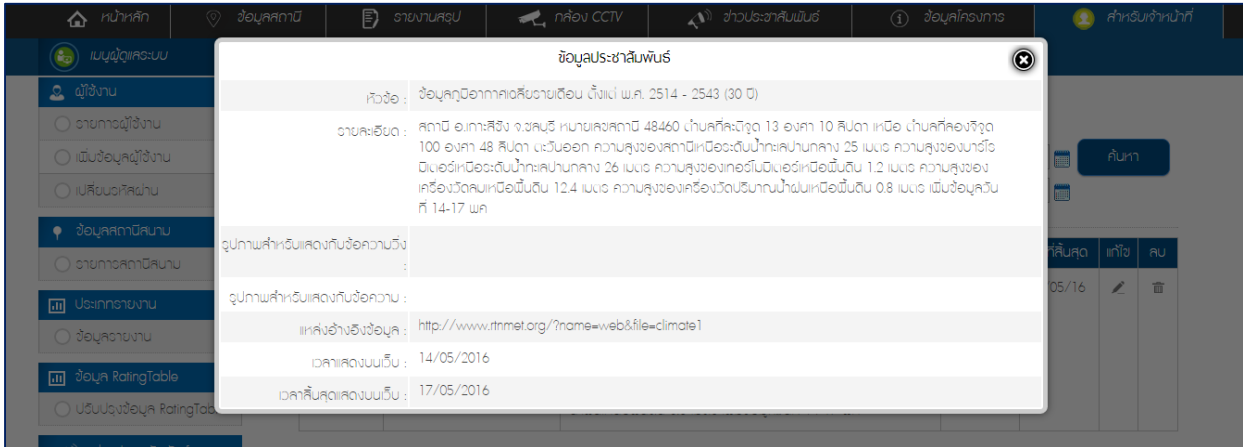 หน้าหลัก
ข้อมูลสถานี
รายงานสรุป
กล้อง CCTV
ข่าวประชาสัมพันธ์
ข้อมูลโครงการ
สำหรับเจ้าหน้าที่
เมนูผู้ดูแลระบบ
ผู้ใช้งาน
รายการผู้ใช้งาน
เพิ่มข้อมูลผู้ใช้งาน
เปลี่ยนรหัสผ่าน
ข้อมูลสถานีสนาม
รายการสถานีสนาม
ประเภทรายงาน
ข้อมูลรายงาน
ข้อมูล RatingTable
ปรับปรุงข้อมูล RatingTab
ข้อมูลประชาสัมพันธ์
หัวข้อ : ข้อมูลภูมิอากาศเฉลี่ยรายเดือน ตั้งแต่ พ.ศ. 2514 - 2543 (30 ปี)
รายละเอียด : สถานี อ.เกาะสีชัง จ.ชลบุรี หมายเลขสถานี 48460 ตำบลที่ละติจูด 13 องศา 10 ลิปดา เหนือ ตำบลที่ลองจิจูด
100 องศา 48 ลิปดา ตะวันออก ความสูงของสถานีเหนือระดับน้ำทะเลปานกลาง 25 เมตร ความสูงของบาร์โร
มิเตอร์เหนือระดับน้ำทะเลปานกลาง 26 เมตร ความสูงของเทอร์โมมิเตอร์เหนือพื้นดิน 1.2 เมตร ความสูงของ
เครื่องวัดลมเหนือพื้นดิน 12.4 เมตร ความสูงของเครื่องวัดปริมาณน้ำฝนเหนือพื้นดิน 0.8 เมตร เพิ่มข้อมูลวัน
ที่ 14-17 พค
รูปภาพสำหรับแสดงกับข้อความวิ่ง
:
รูปภาพสำหรับแสดงกับข้อความ :
แหล่งอ้างอิงข้อมูล : http://www.rtnmet.org/?name=web&file=climate1
เวลาแสดงบนเว็บ : 14/05/2016
เวลาสิ้นสุดแสดงบนเว็บ : 17/05/2016
ค้นหา
ที่สิ้นสุด
แก้ไข
ลบ
05/16